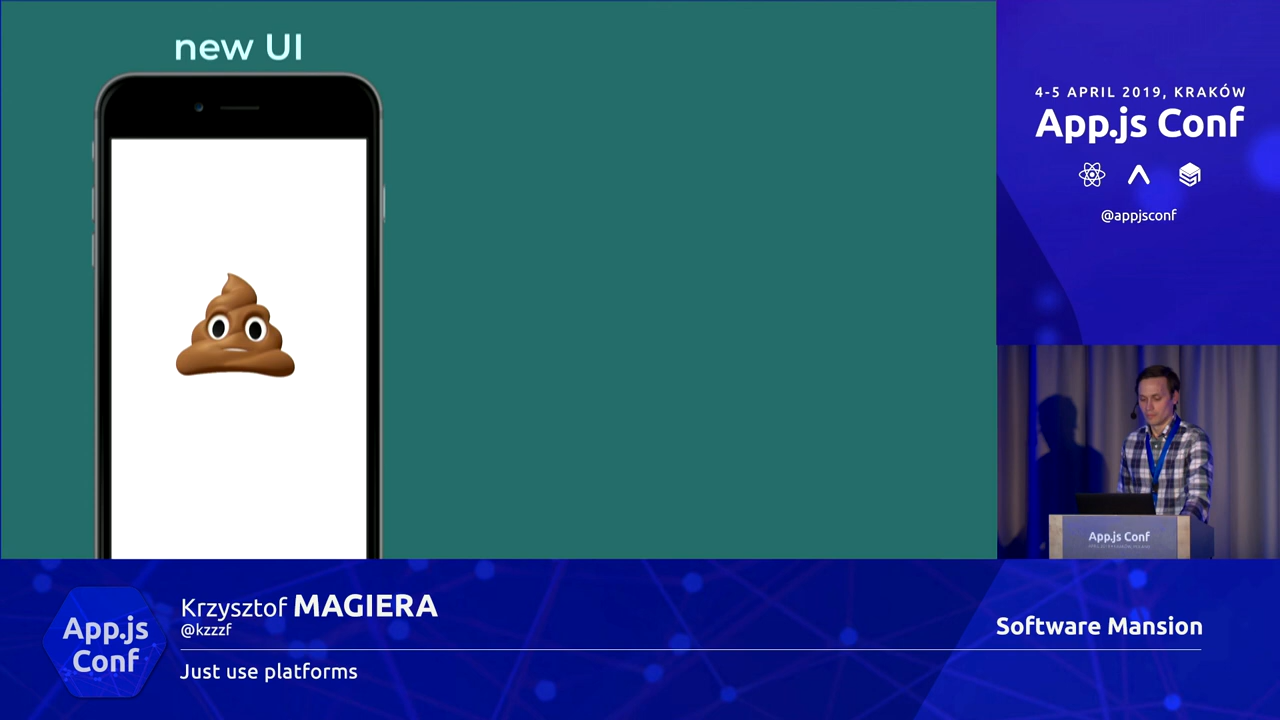 new UI
4-5 APRIL 2019, KRAKÓW
App.js Conf
@appjsconf
App.js Conf
Krzysztof MAGIERA
@kzzzf
Just use platforms
Software Mansion
App.js
Conf